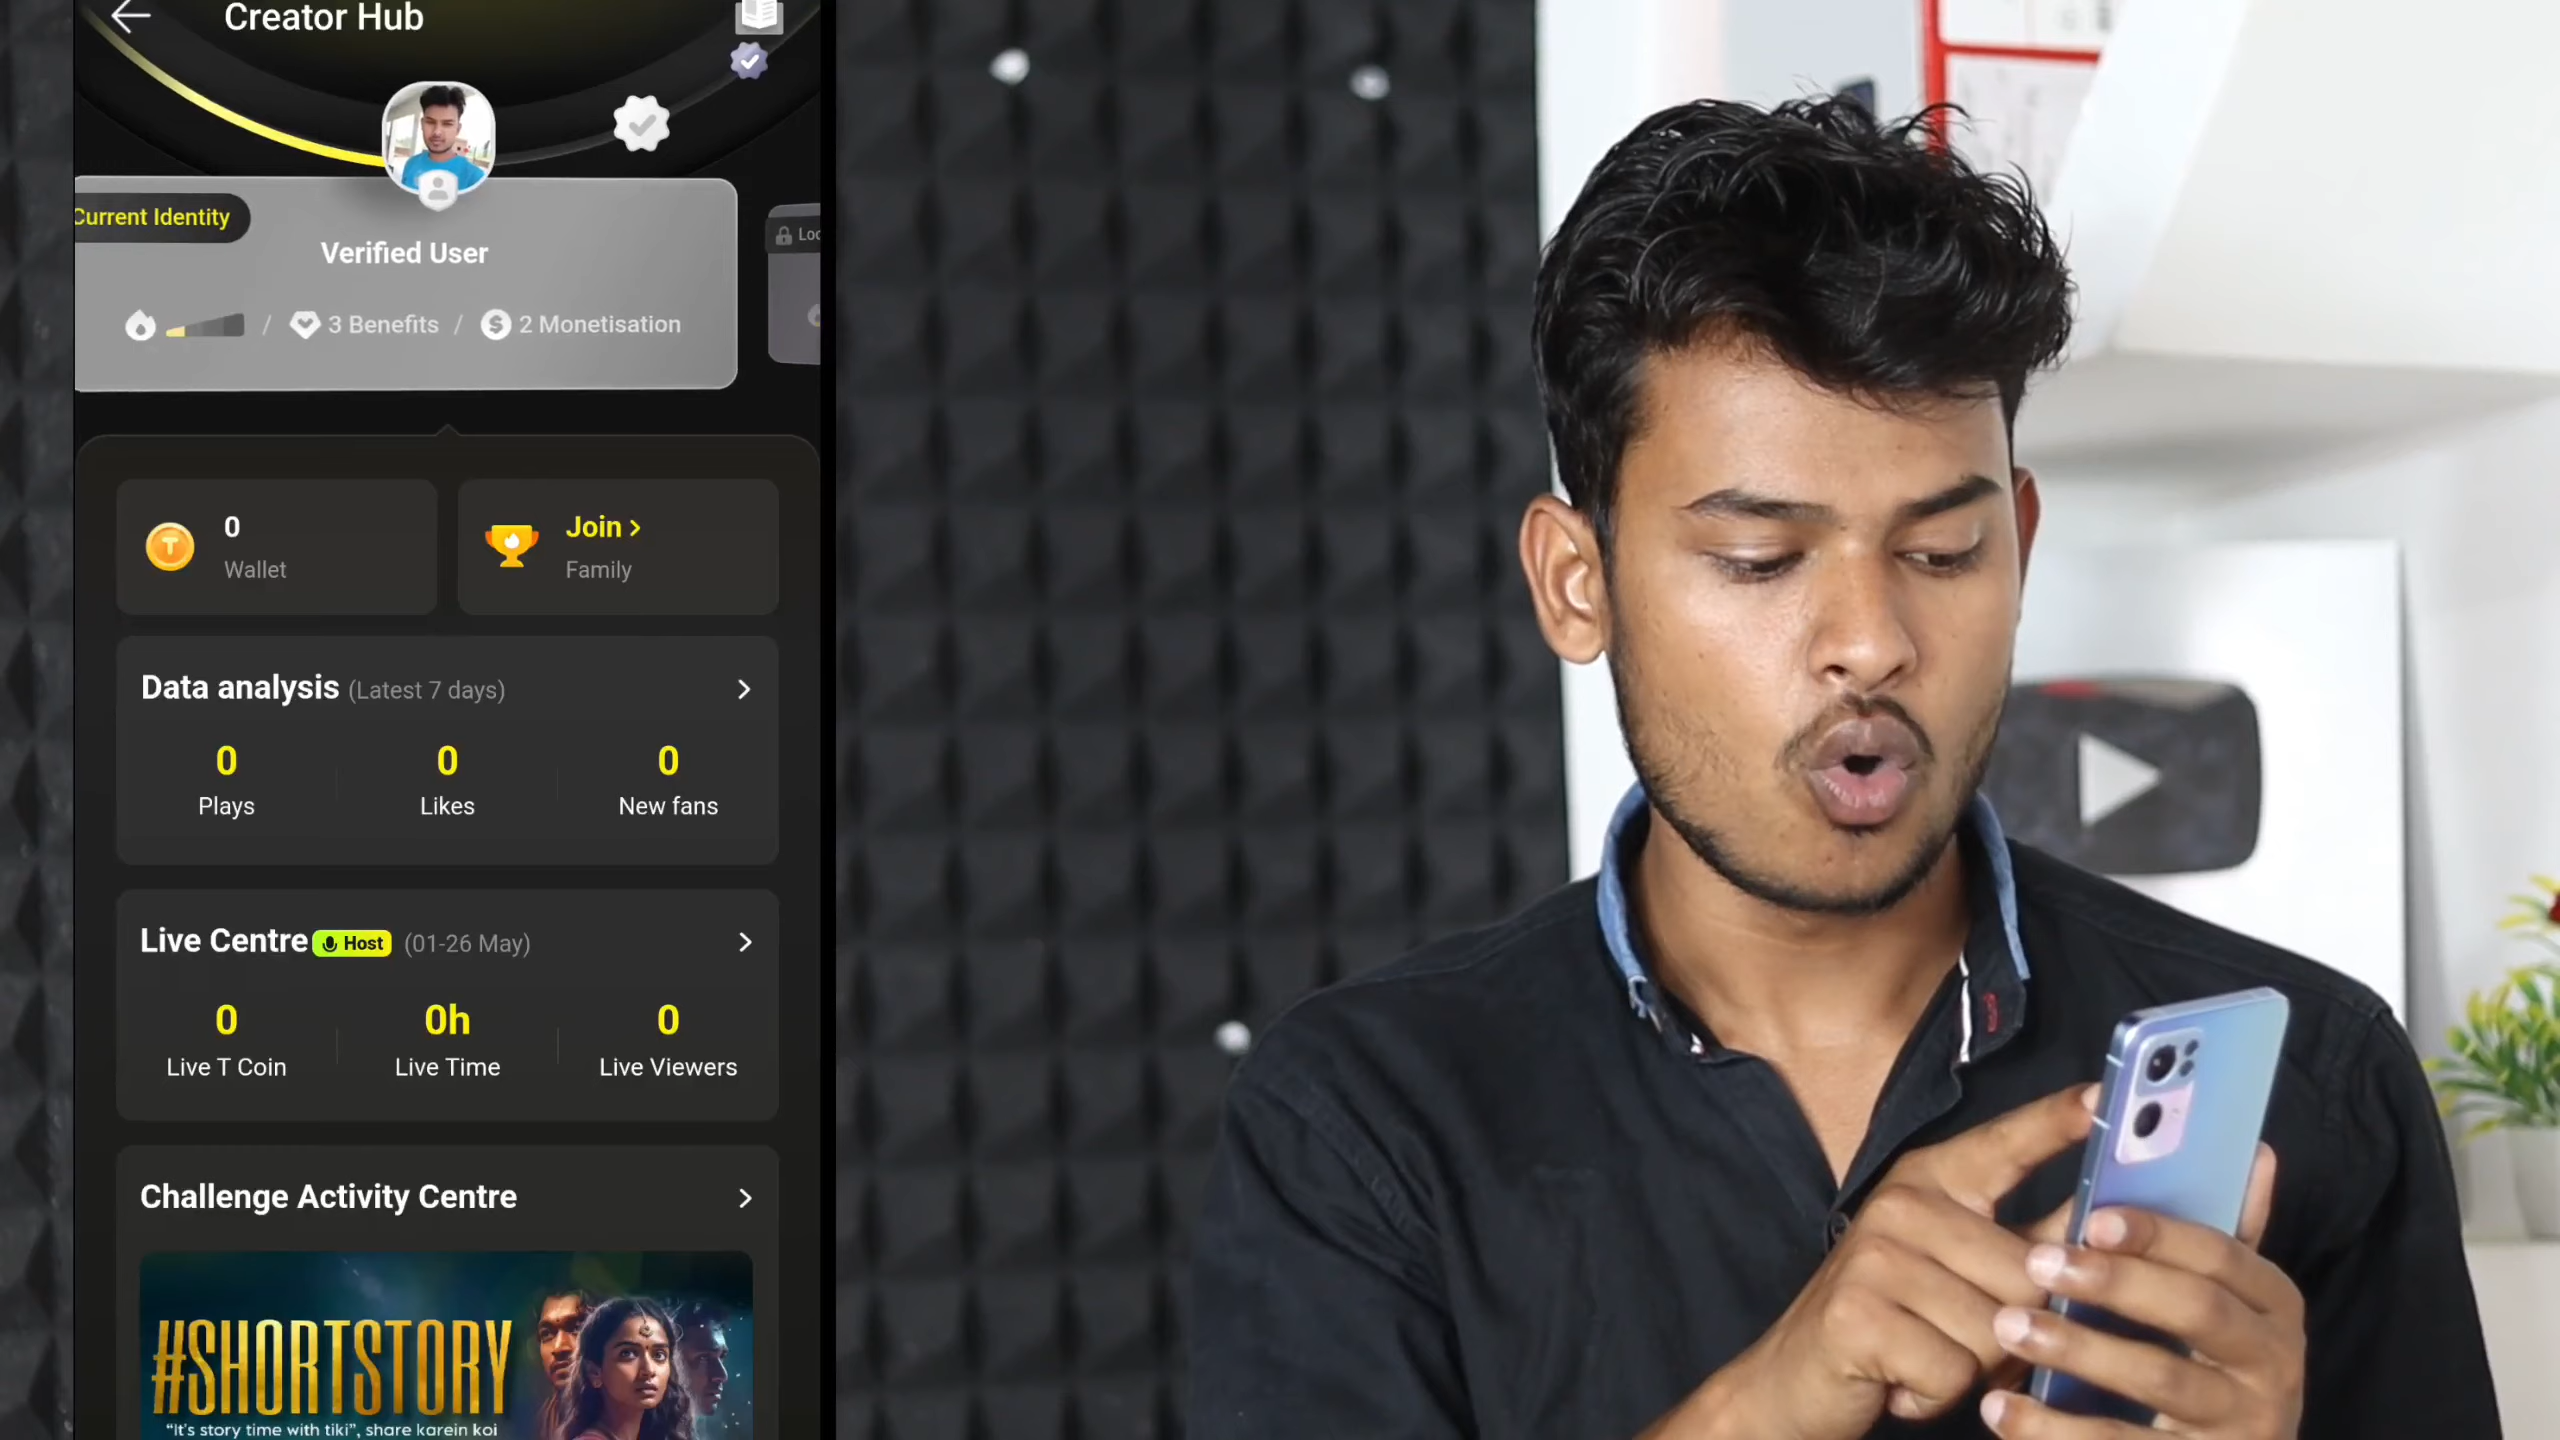 Creator Hub
Current Identity
Verified User
/ 3 Benefits / 2 Monetisation
0
Wallet
Join >
Family
Data analysis (Latest 7 days)
0 0 0
Plays Likes New fans
Live Centre Host (01-26 May)
0 0h 0
Live T Coin Live Time Live Viewers
Challenge Activity Centre
#SHORTSTORY
“it's story time with tiki”, share karein koi